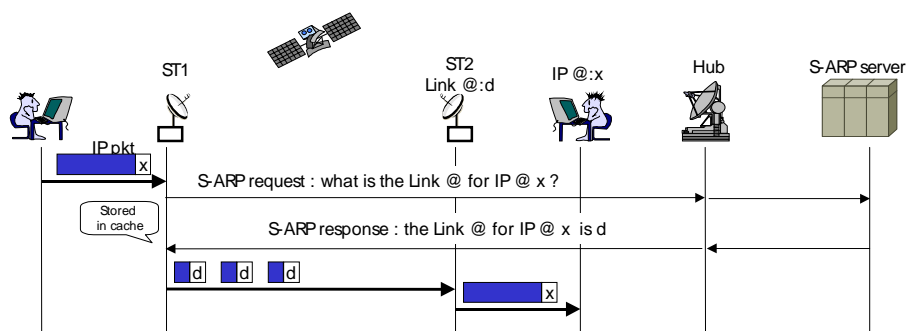 ST1
ST2
Link @:d
IP @:x
Hub
S-ARP server
IP pkt
x
S-ARP request : what is the Link @ for IP @ x ?
Stored
in cache
S-ARP response : the Link @ for IP @ x is d
d d d
x